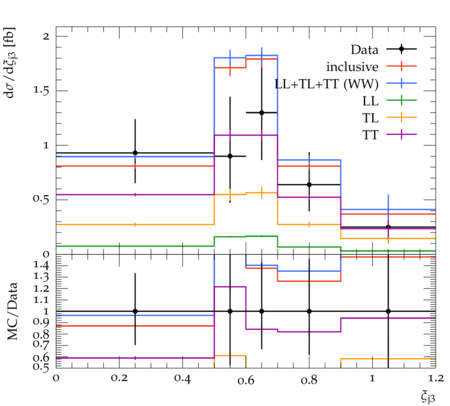 dσ/dξj3 [fb]
2
1.5
1
0.5
0
Data
inclusive
LL+TL+TT (WW)
LL
TL
TT
MC/Data
1.4
1.3
1.2
1.1
1
0.9
0.8
0.7
0.6
0.5
0 0.2 0.4 0.6 0.8 1 1.2
ξj3